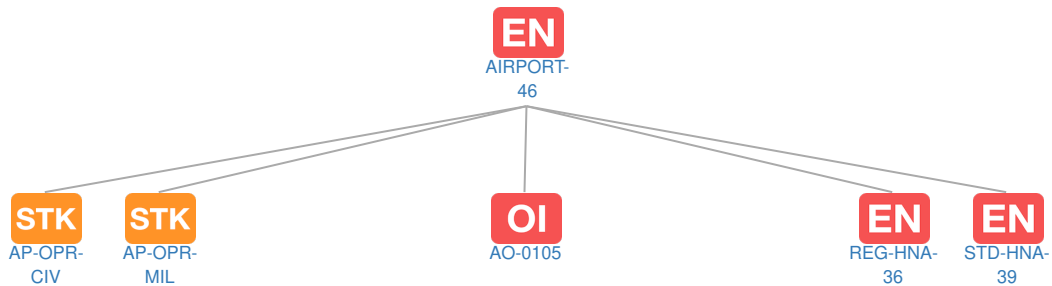 EN
AIRPORT-
46
STK
AP-OPR-
CIV
STK
AP-OPR-
MIL
OI
AO-0105
EN
REG-HNA-
36
EN
STD-HNA-
39